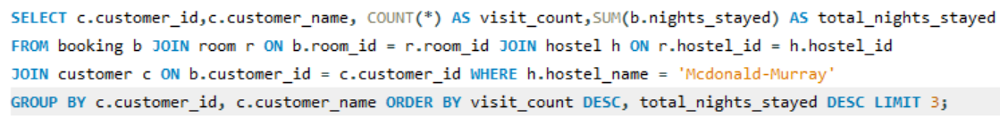 SELECT c.customer_id,c.customer_name, COUNT(*) AS visit_count,SUM(b.nights_stayed) AS total_nights_stayed
FROM booking b JOIN room r ON b.room_id = r.room_id JOIN hostel h ON r.hostel_id = h.hostel_id
JOIN customer c ON b.customer_id = c.customer_id WHERE h.hostel_name = 'Mcdonald-Murray'
GROUP BY c.customer_id, c.customer_name ORDER BY visit_count DESC, total_nights_stayed DESC LIMIT 3;